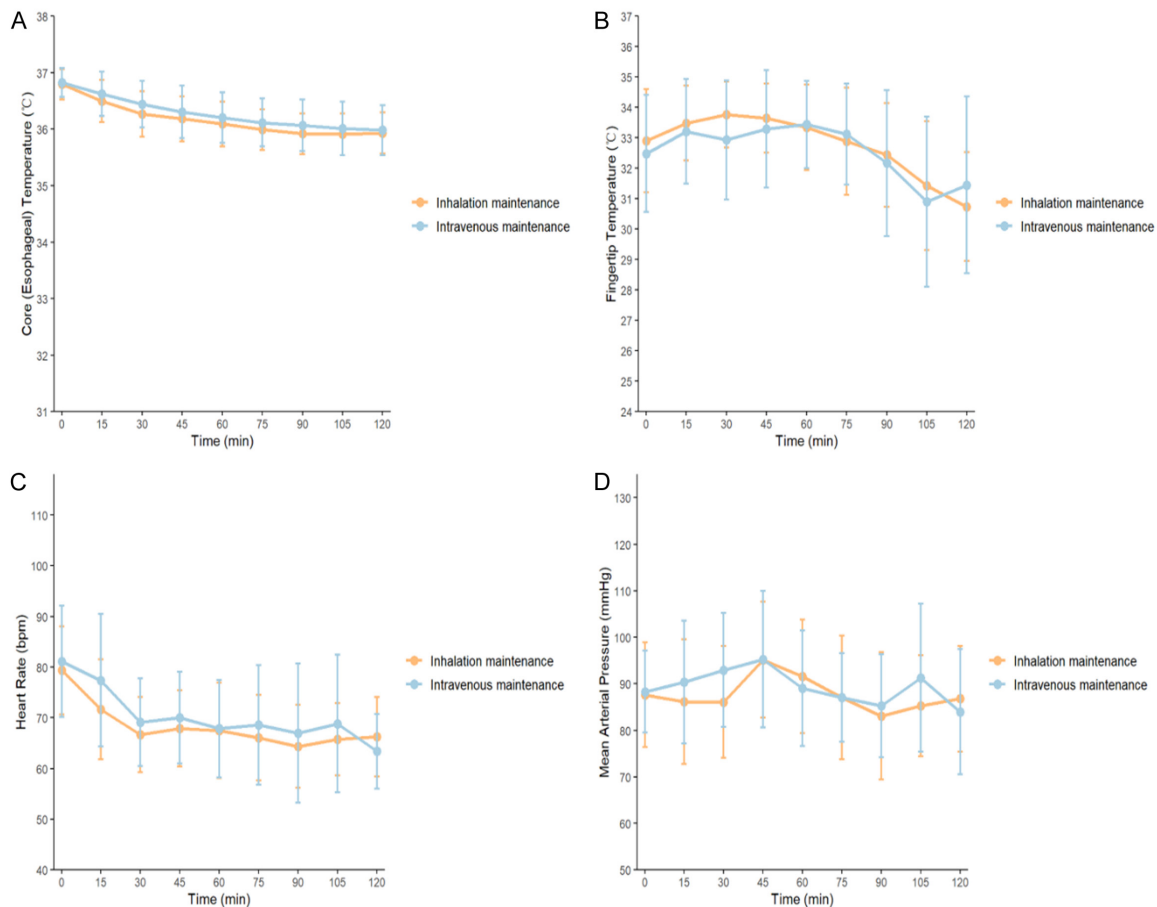 A
Core (Esophageal) Temperature (℃)
38
37
36
35
34
33
32
31
0 15 30 45 60 75 90 105 120
Time (min)
Inhalation maintenance
Intravenous maintenance
B
Fingertip Temperature (℃)
37
36
35
34
33
32
31
30
29
28
27
26
25
24
0 15 30 45 60 75 90 105 120
Time (min)
Inhalation maintenance
Intravenous maintenance
C
Heart Rate (bpm)
110
100
90
80
70
60
50
40
0 15 30 45 60 75 90 105 120
Time (min)
Inhalation maintenance
Intravenous maintenance
D
Mean Arterial Pressure (mmHg)
130
120
110
100
90
80
70
60
50
0 15 30 45 60 75 90 105 120
Time (min)
Inhalation maintenance
Intravenous maintenance